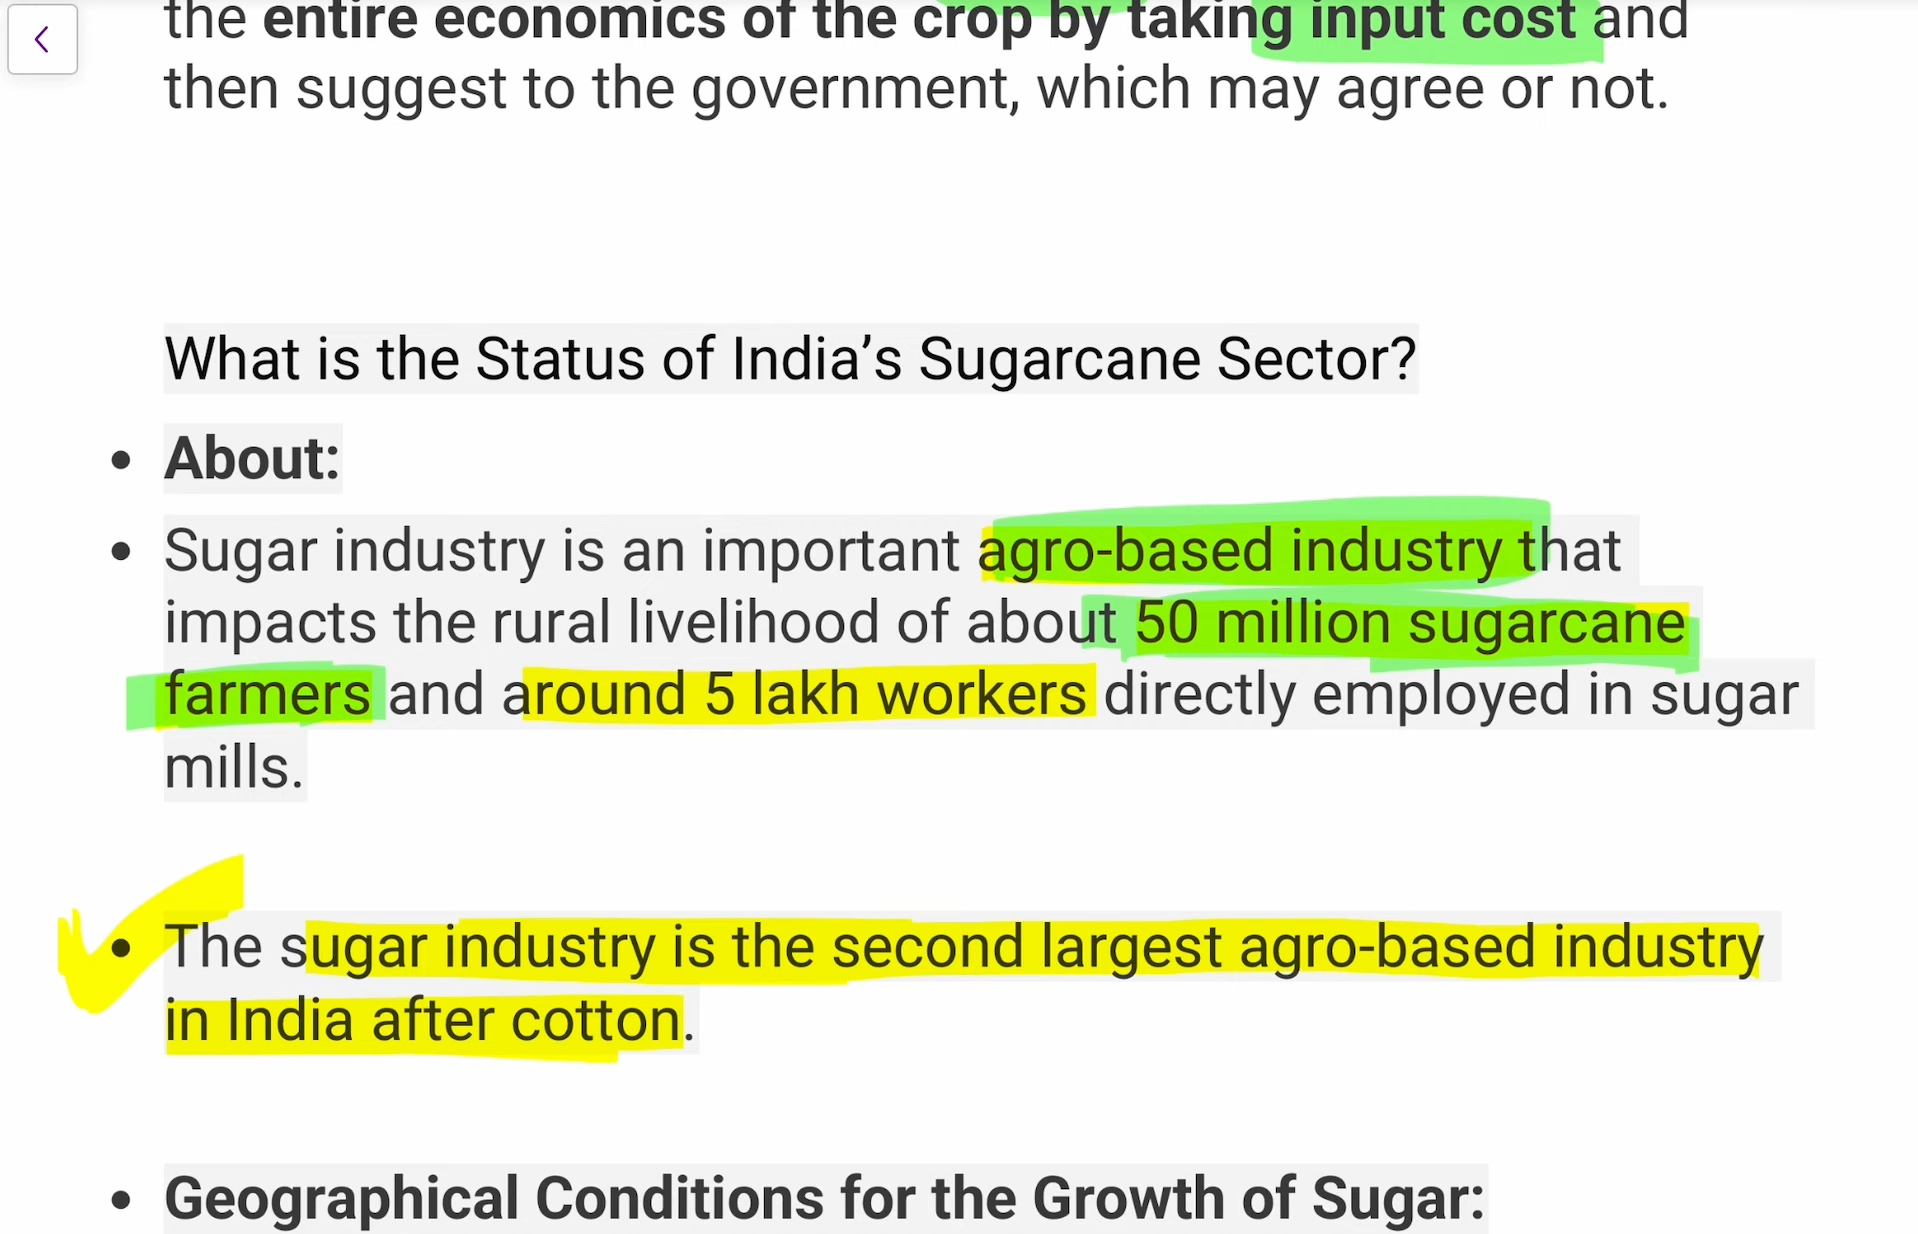 the entire economics of the crop by taking input cost and
then suggest to the government, which may agree or not.
What is the Status of India’s Sugarcane Sector?
• About:
• Sugar industry is an important agro-based industry that
impacts the rural livelihood of about 50 million sugarcane
farmers and around 5 lakh workers directly employed in sugar
mills.
• The sugar industry is the second largest agro-based industry
in India after cotton.
• Geographical Conditions for the Growth of Sugar: